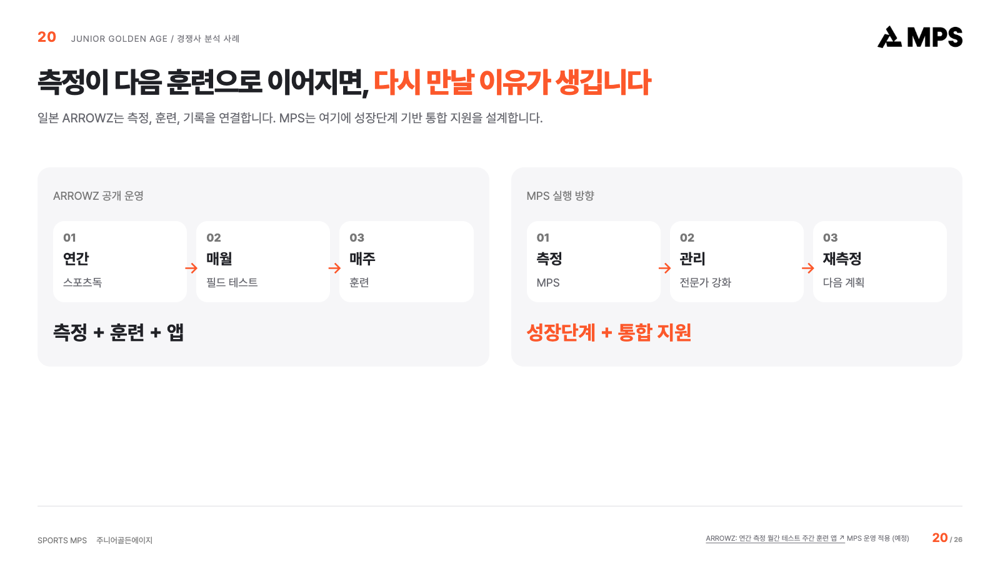 20 JUNIOR GOLDEN AGE / 경쟁사 분석 사례
MPS
측정이 다음 훈련으로 이어지면, 다시 만날 이유가 생깁니다
일본 ARROWZ는 측정, 훈련, 기록을 연결합니다. MPS는 여기에 성장단계 기반 통합 지원을 설계합니다.
ARROWZ 공개 운영
01
연간
스포츠독
→
02
매월
필드 테스트
→
03
매주
훈련
측정 + 훈련 + 앱
MPS 실행 방향
01
측정
MPS
→
02
관리
전문가 강화
→
03
재측정
다음 계획
성장단계 + 통합 지원
SPORTS MPS 주니어골든에이지
ARROWZ: 연간 측정 월간 테스트 주간 훈련 앱 ↗ MPS 운영 적용 (예정)
20 / 26